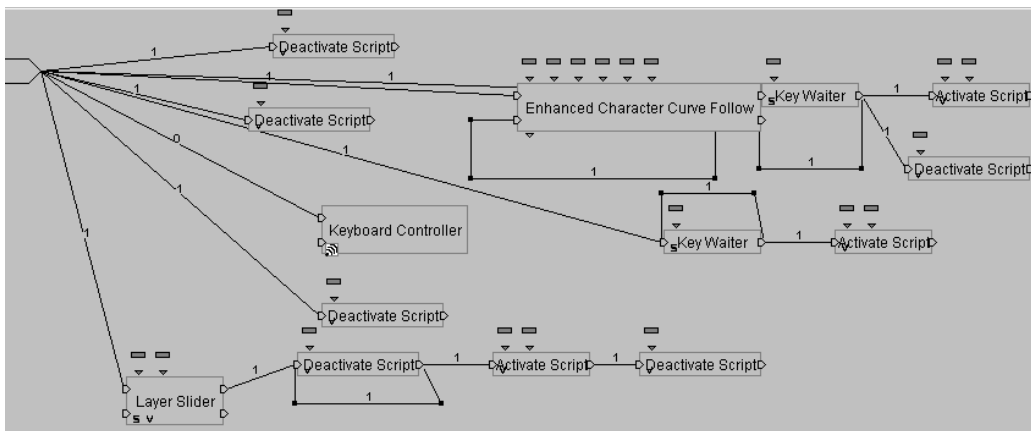 1
Deactivate Script
1
1
1
Enhanced Character Curve Follow
s
Key Waiter
1
Activate Script
V
Deactivate Script
V
0
1
1
1
1
Deactivate Script
V
1
1
1
Keyboard Controller
s
Key Waiter
1
Activate Script
V
Deactivate Script
V
1
Deactivate Script
V
1
Activate Script
V
1
Deactivate Script
V
1
Layer Slider
s v